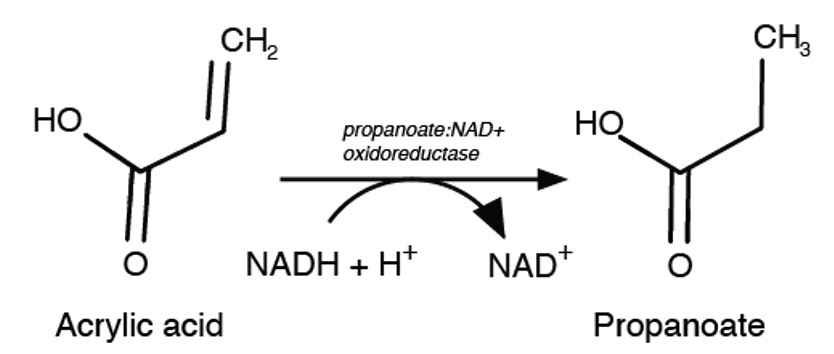 CH₂
CH₃
HO
HO
propanoate:NAD+
oxidoreductase
O
NADH + H⁺
NAD⁺
O
Acrylic acid
Propanoate